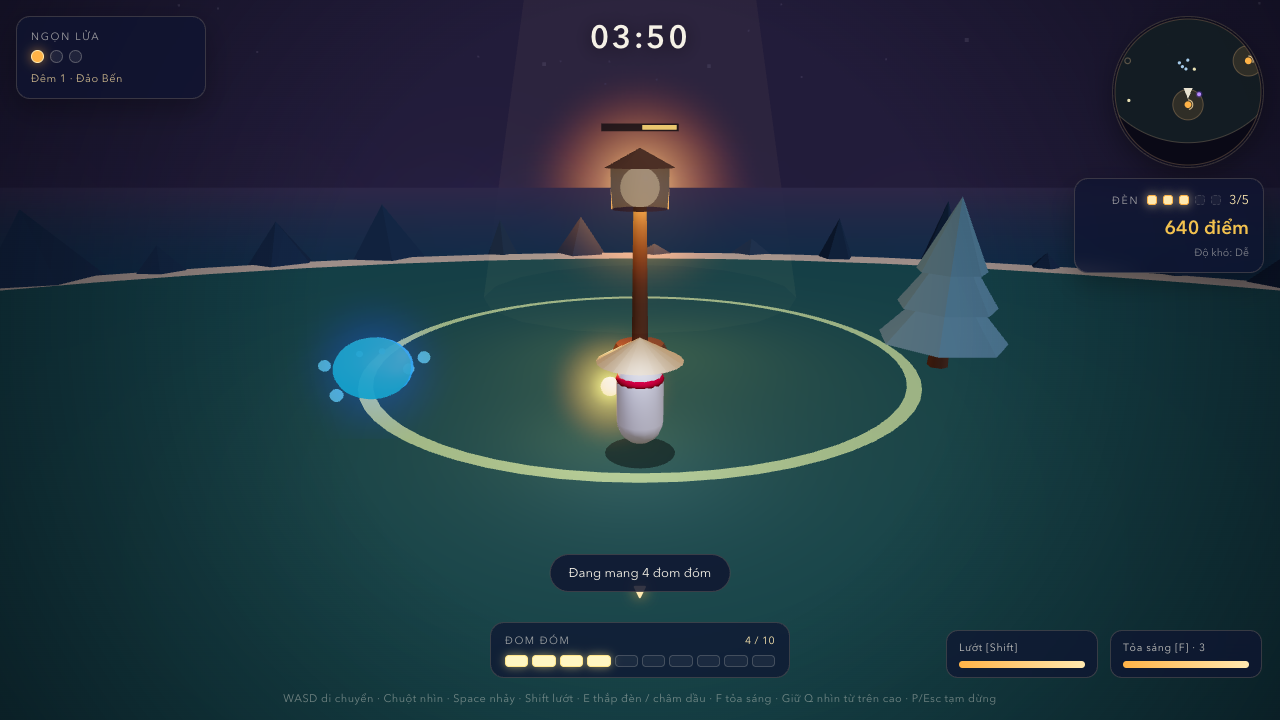 NGỌN LỬA
Đêm 1 · Đảo Bến
03:50
ĐÈN 3/5
640 điểm
Độ khó: Dễ
Đang mang 4 đom đóm
ĐOM ĐÓM 4 / 10
Lướt [Shift]
Tỏa sáng [F] · 3
WASD di chuyển · Chuột nhìn · Space nhảy · Shift lướt · E thắp đèn / châm dầu · F tỏa sáng · Giữ Q nhìn từ trên cao · P/Esc tạm dừng